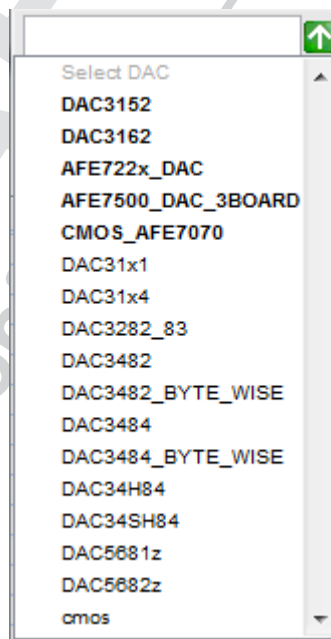 Select DAC
DAC3152
DAC3162
AFE722x_DAC
AFE7500_DAC_3BOARD
CMOS_AFE7070
DAC31x1
DAC31x4
DAC3282_83
DAC3482
DAC3482_BYTE_WISE
DAC3484
DAC3484_BYTE_WISE
DAC34H84
DAC34SH84
DAC5681z
DAC5682z
cmos